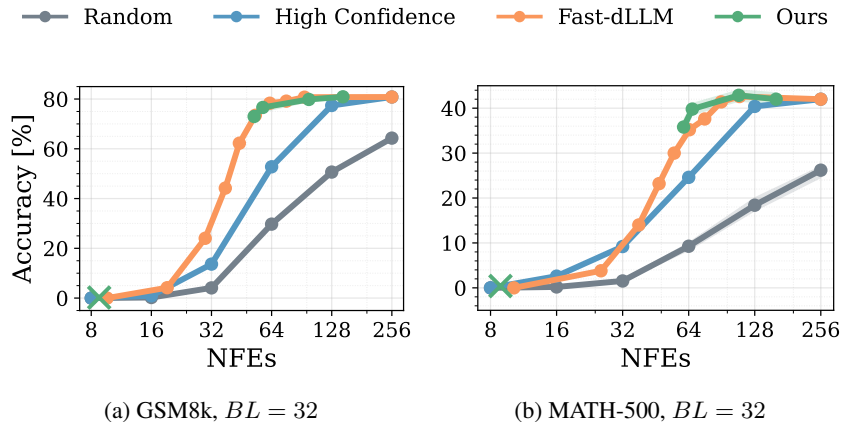 Random High Confidence Fast-dLLM Ours
Accuracy [%]
80
60
40
20
0
8 16 32 64 128 256
NFEs
40
30
20
10
0
8 16 32 64 128 256
NFEs
(a) GSM8k, BL = 32
(b) MATH-500, BL = 32